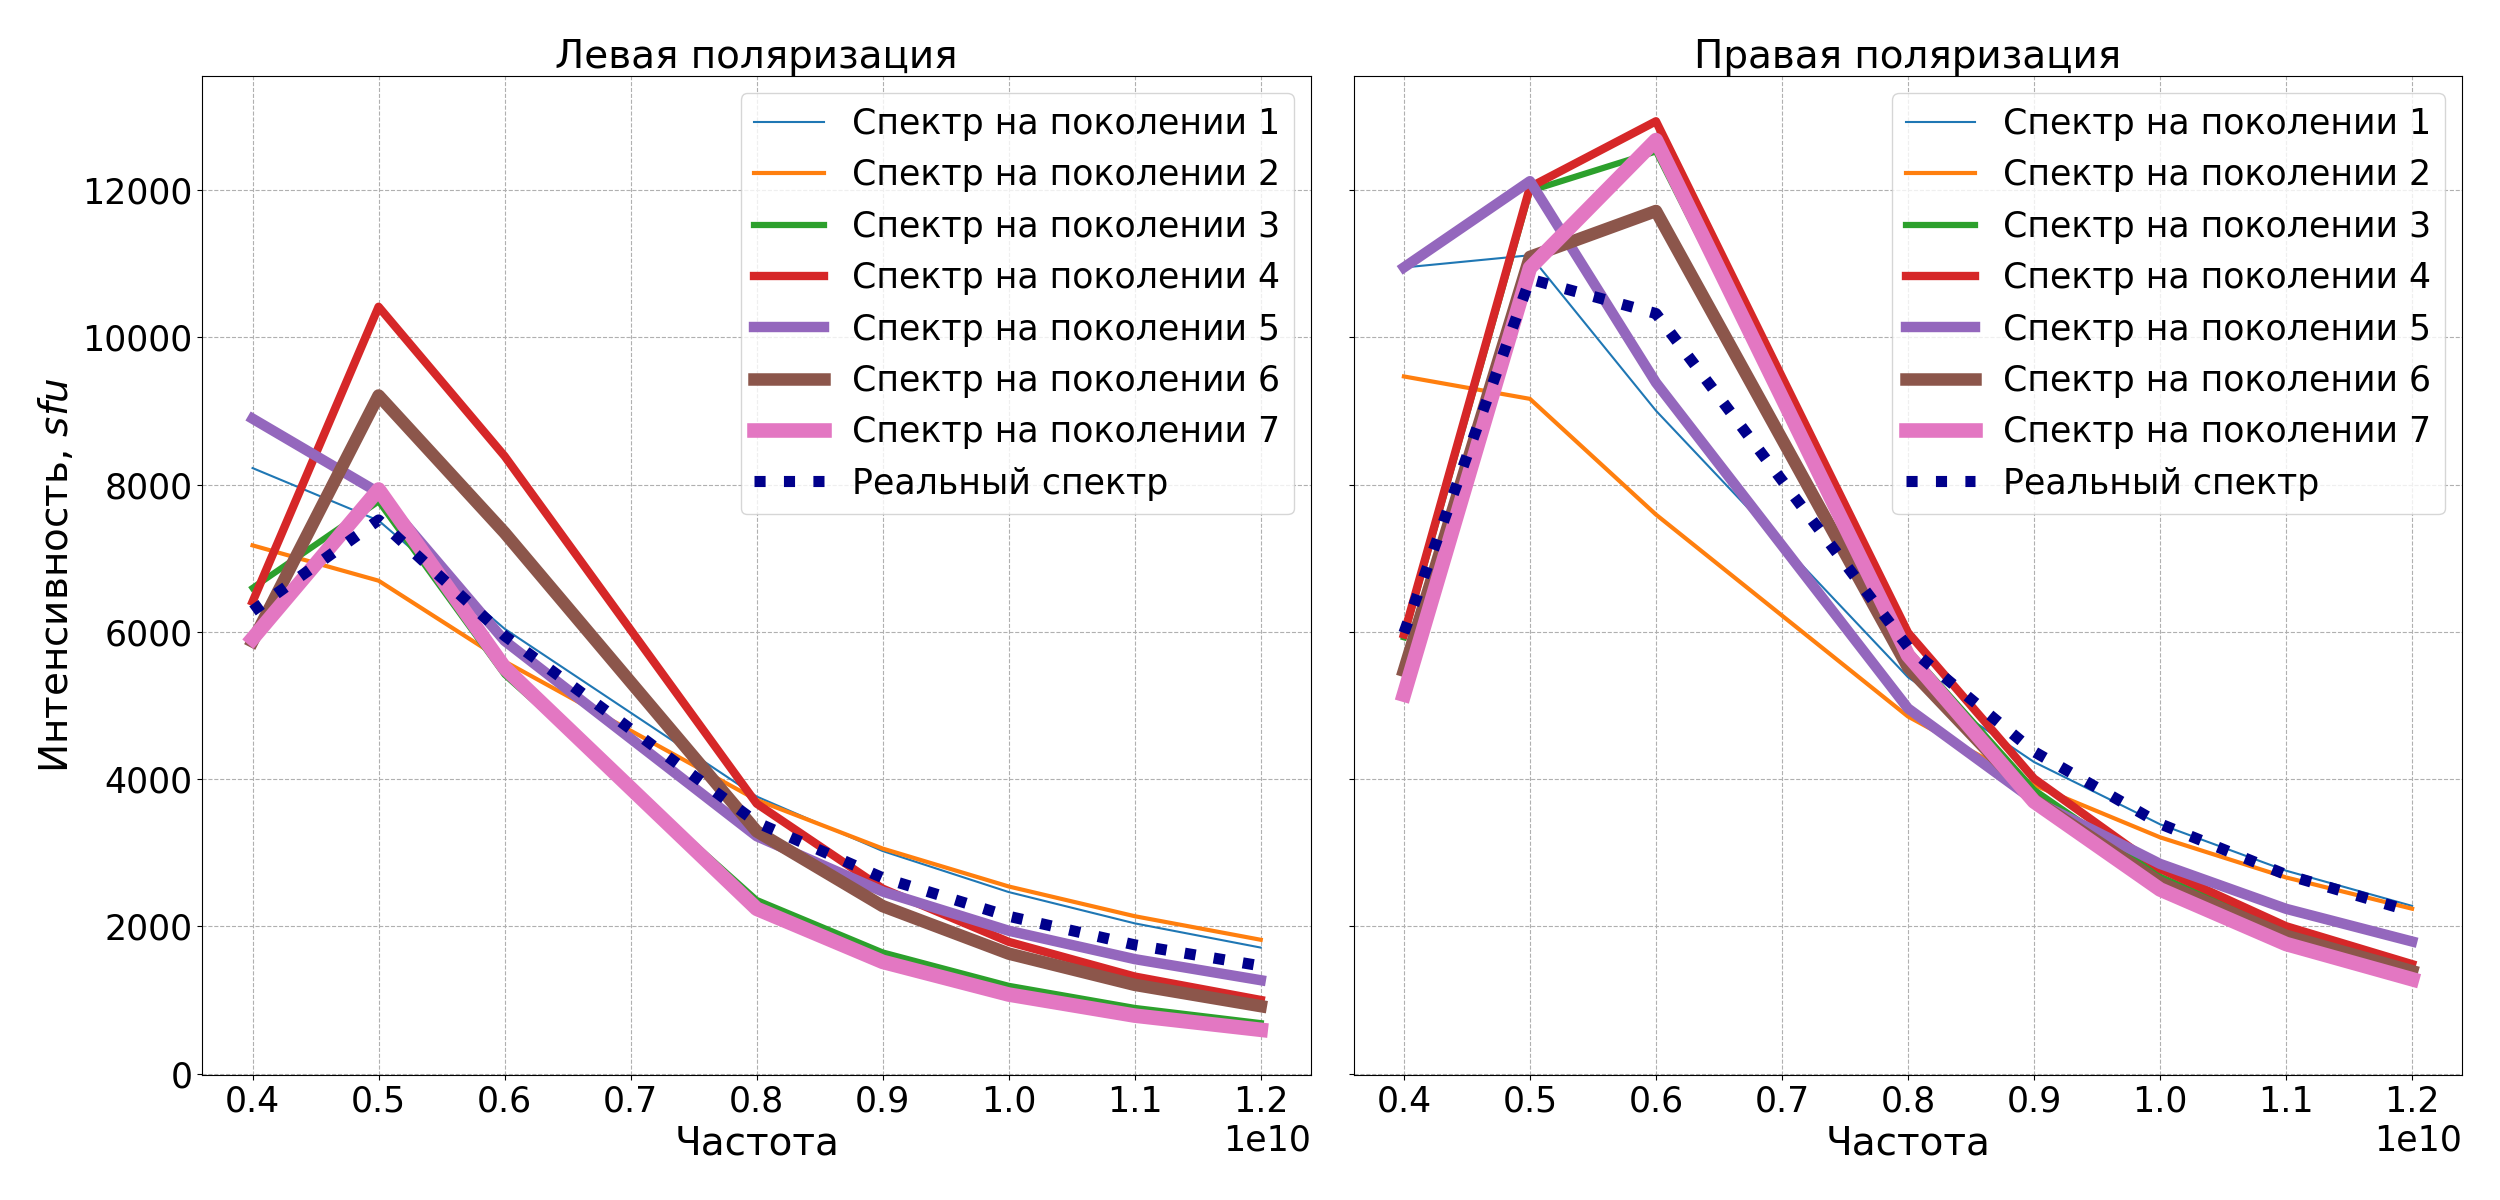 Левая поляризация
Правая поляризация
Интенсивность, sfu
12000
10000
8000
6000
4000
2000
0
Спектр на поколении 1
Спектр на поколении 2
Спектр на поколении 3
Спектр на поколении 4
Спектр на поколении 5
Спектр на поколении 6
Спектр на поколении 7
Реальный спектр
0.4 0.5 0.6 0.7 0.8 0.9 1.0 1.1 1.2
1e10
Частота
Спектр на поколении 1
Спектр на поколении 2
Спектр на поколении 3
Спектр на поколении 4
Спектр на поколении 5
Спектр на поколении 6
Спектр на поколении 7
Реальный спектр
0.4 0.5 0.6 0.7 0.8 0.9 1.0 1.1 1.2
1e10
Частота